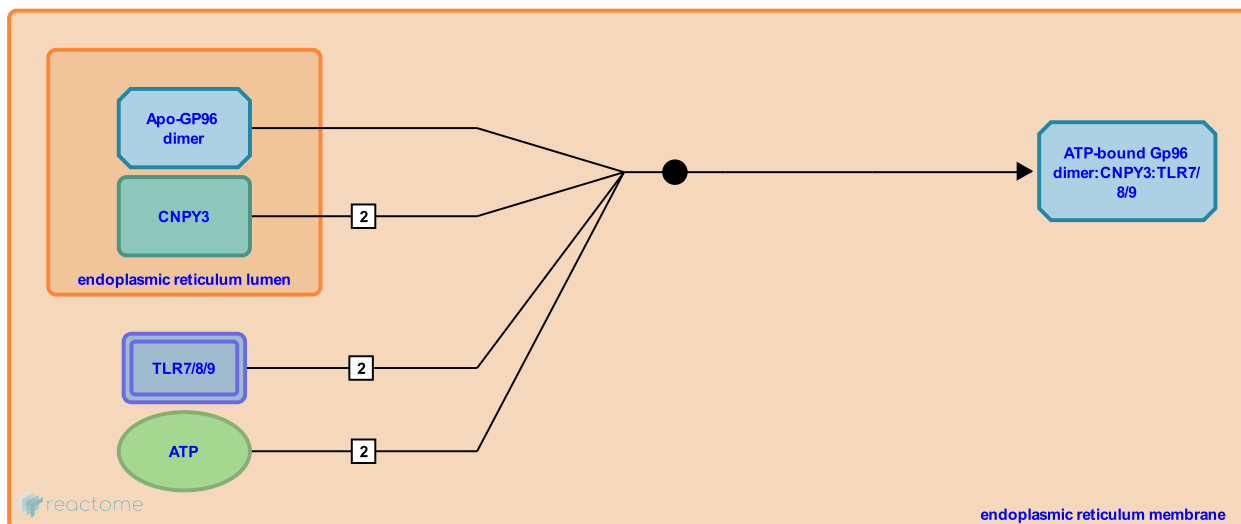 Apo-GP96
dimer
CNPY3
2
endoplasmic reticulum lumen
TLR7/8/9
2
ATP
2
ATP-bound Gp96
dimer:CNPY3:TLR7/
8/9
reactome
endoplasmic reticulum membrane